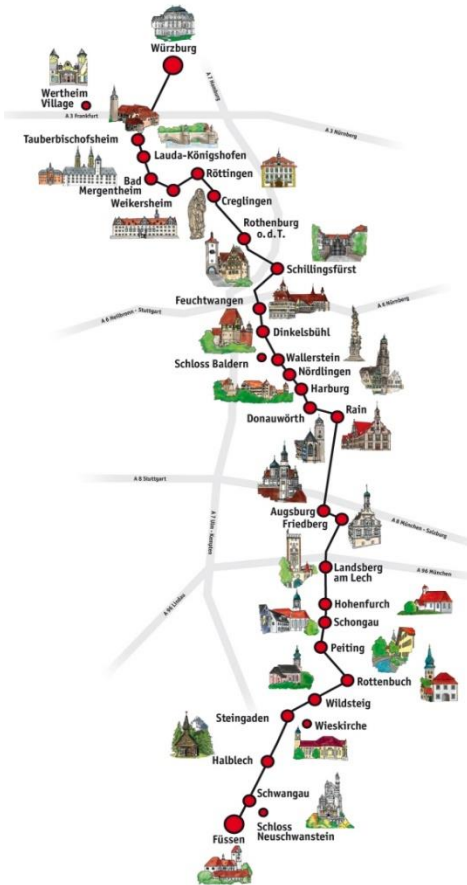 Würzburg
Wertheim
Village
A 7 Hamburg
A 3 Frankfurt
A 3 Nürnberg
Tauberbischofsheim
Lauda-Königshofen
Bad
Mergentheim
Röttingen
Weikersheim
Creglingen
Rothenburg
o.d.T.
Schillingsfürst
Feuchtwangen
A 6 Heilbronn - Stuttgart
A 6 Nürnberg
Dinkelsbühl
Schloss Baldern
Wallerstein
Nördlingen
Harburg
Donauwörth
Rain
A 8 Stuttgart
Augsburg
Friedberg
A 8 München - Salzburg
A 7 Ulm - Kempten
A 96 München
Landsberg
am Lech
A 96 Lindau
Hohenfurch
Schongau
Peiting
Rottenbuch
Wildsteig
Steingaden
Wieskirche
Halblech
Schwangau
Füssen
Schloss
Neuschwanstein